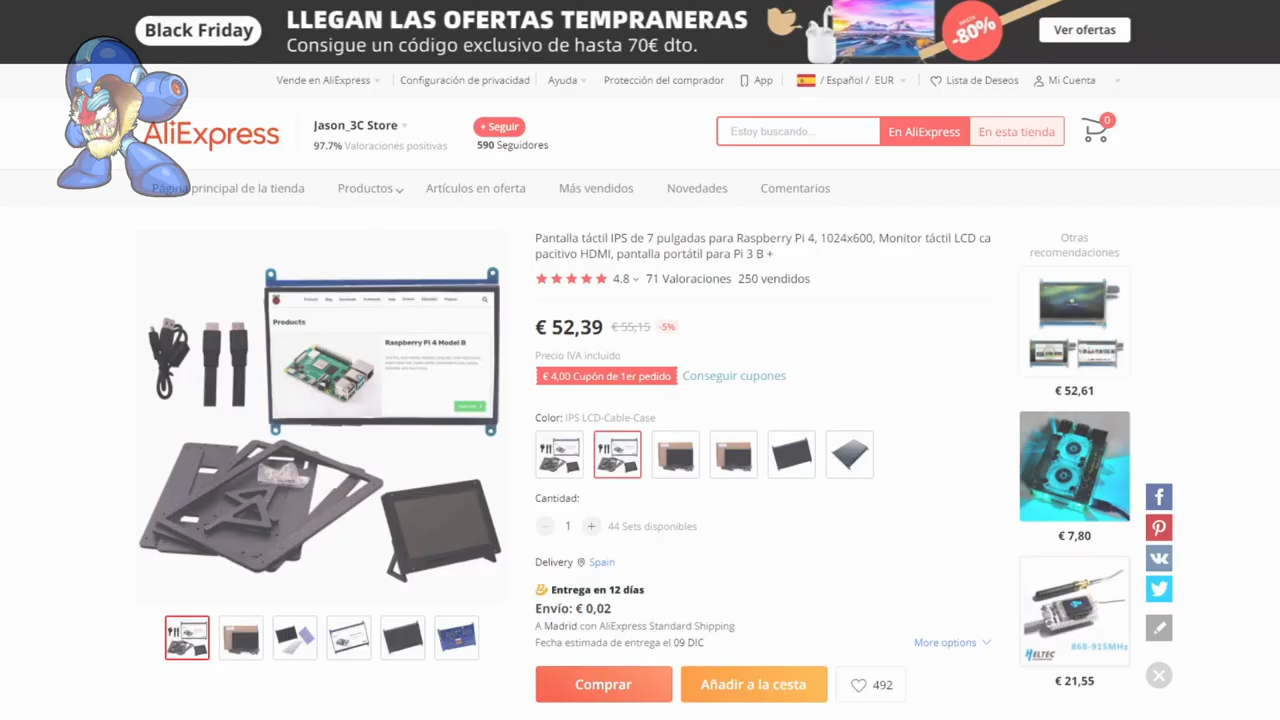 Black Friday
LLEGAN LAS OFERTAS TEMPRANERAS
Consigue un código exclusivo de hasta 70€ dto.
-80%
Ver ofertas
Vende en AliExpress
Configuración de privacidad
Ayuda
Protección del comprador
App
/ Español / EUR
Lista de Deseos
Mi Cuenta
AliExpress
Jason_3C Store
97.7% Valoraciones positivas
+ Seguir
590 Seguidores
Estoy buscando...
En AliExpress
En esta tienda
0
Página principal de la tienda
Productos
Artículos en oferta
Más vendidos
Novedades
Comentarios
Products
Raspberry Pi 4 Model B
Pantalla táctil IPS de 7 pulgadas para Raspberry Pi 4, 1024x600, Monitor táctil LCD ca
pacitivo HDMI, pantalla portátil para Pi 3 B +
4.8
71 Valoraciones
250 vendidos
€ 52,39
€ 55,15
-5%
Precio IVA incluido
€ 4,00 Cupón de 1er pedido
Conseguir cupones
Color: IPS LCD-Cable-Case
Cantidad:
1
44 Sets disponibles
Delivery
Spain
Entrega en 12 días
Envío: € 0,02
A Madrid con AliExpress Standard Shipping
Fecha estimada de entrega el 09 DIC
More options
Comprar
Añadir a la cesta
492
Otras
recomendaciones
€ 52,61
€ 7,80
HELTEC
868-915MHz
€ 21,55